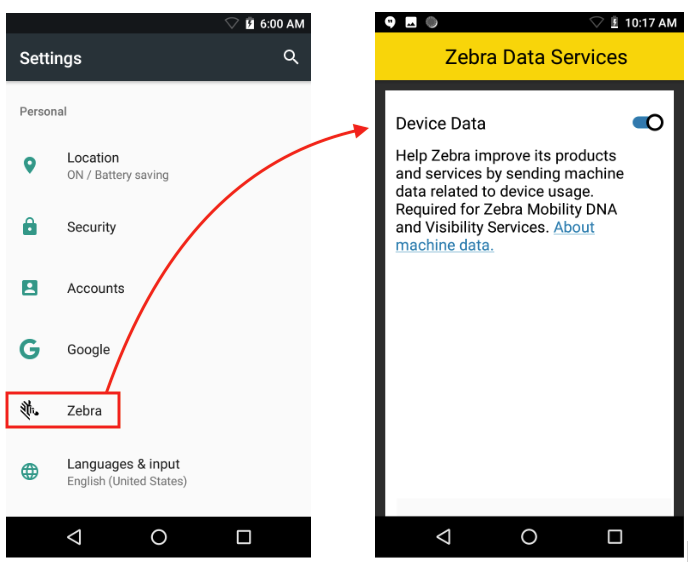 6:00 AM
Settings
Personal
Location
ON / Battery saving
Security
Accounts
Google
Zebra
Languages & input
English (United States)
10:17 AM
Zebra Data Services
Device Data
Help Zebra improve its products
and services by sending machine
data related to device usage.
Required for Zebra Mobility DNA
and Visibility Services. About
machine data.